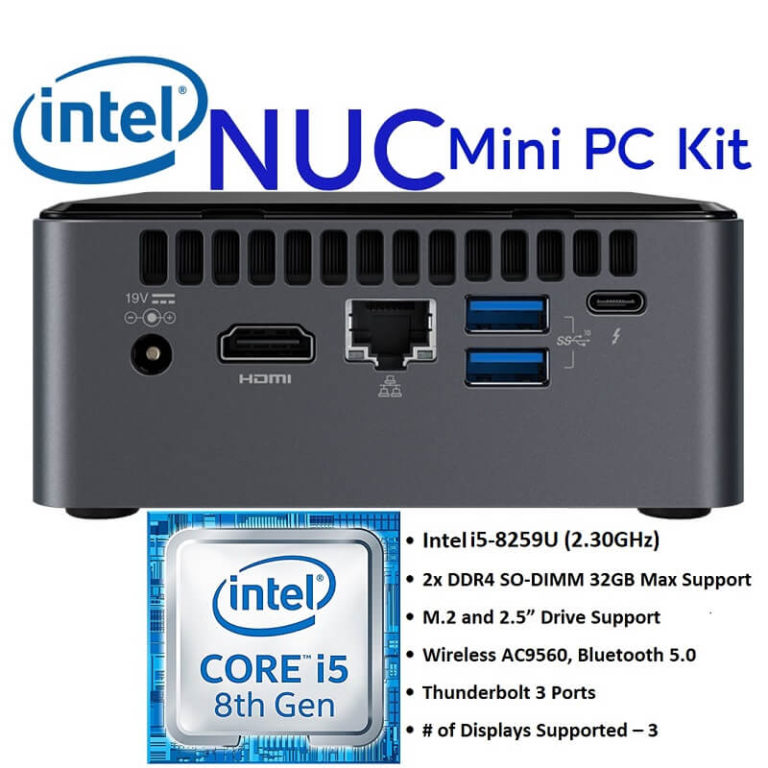 intel® NUC Mini PC Kit
19V
HDMI
SS 10
intel®
CORE™ i5
8th Gen
• Intel i5-8259U (2.30GHz)
• 2x DDR4 SO-DIMM 32GB Max Support
• M.2 and 2.5” Drive Support
• Wireless AC9560, Bluetooth 5.0
• Thunderbolt 3 Ports
• # of Displays Supported – 3